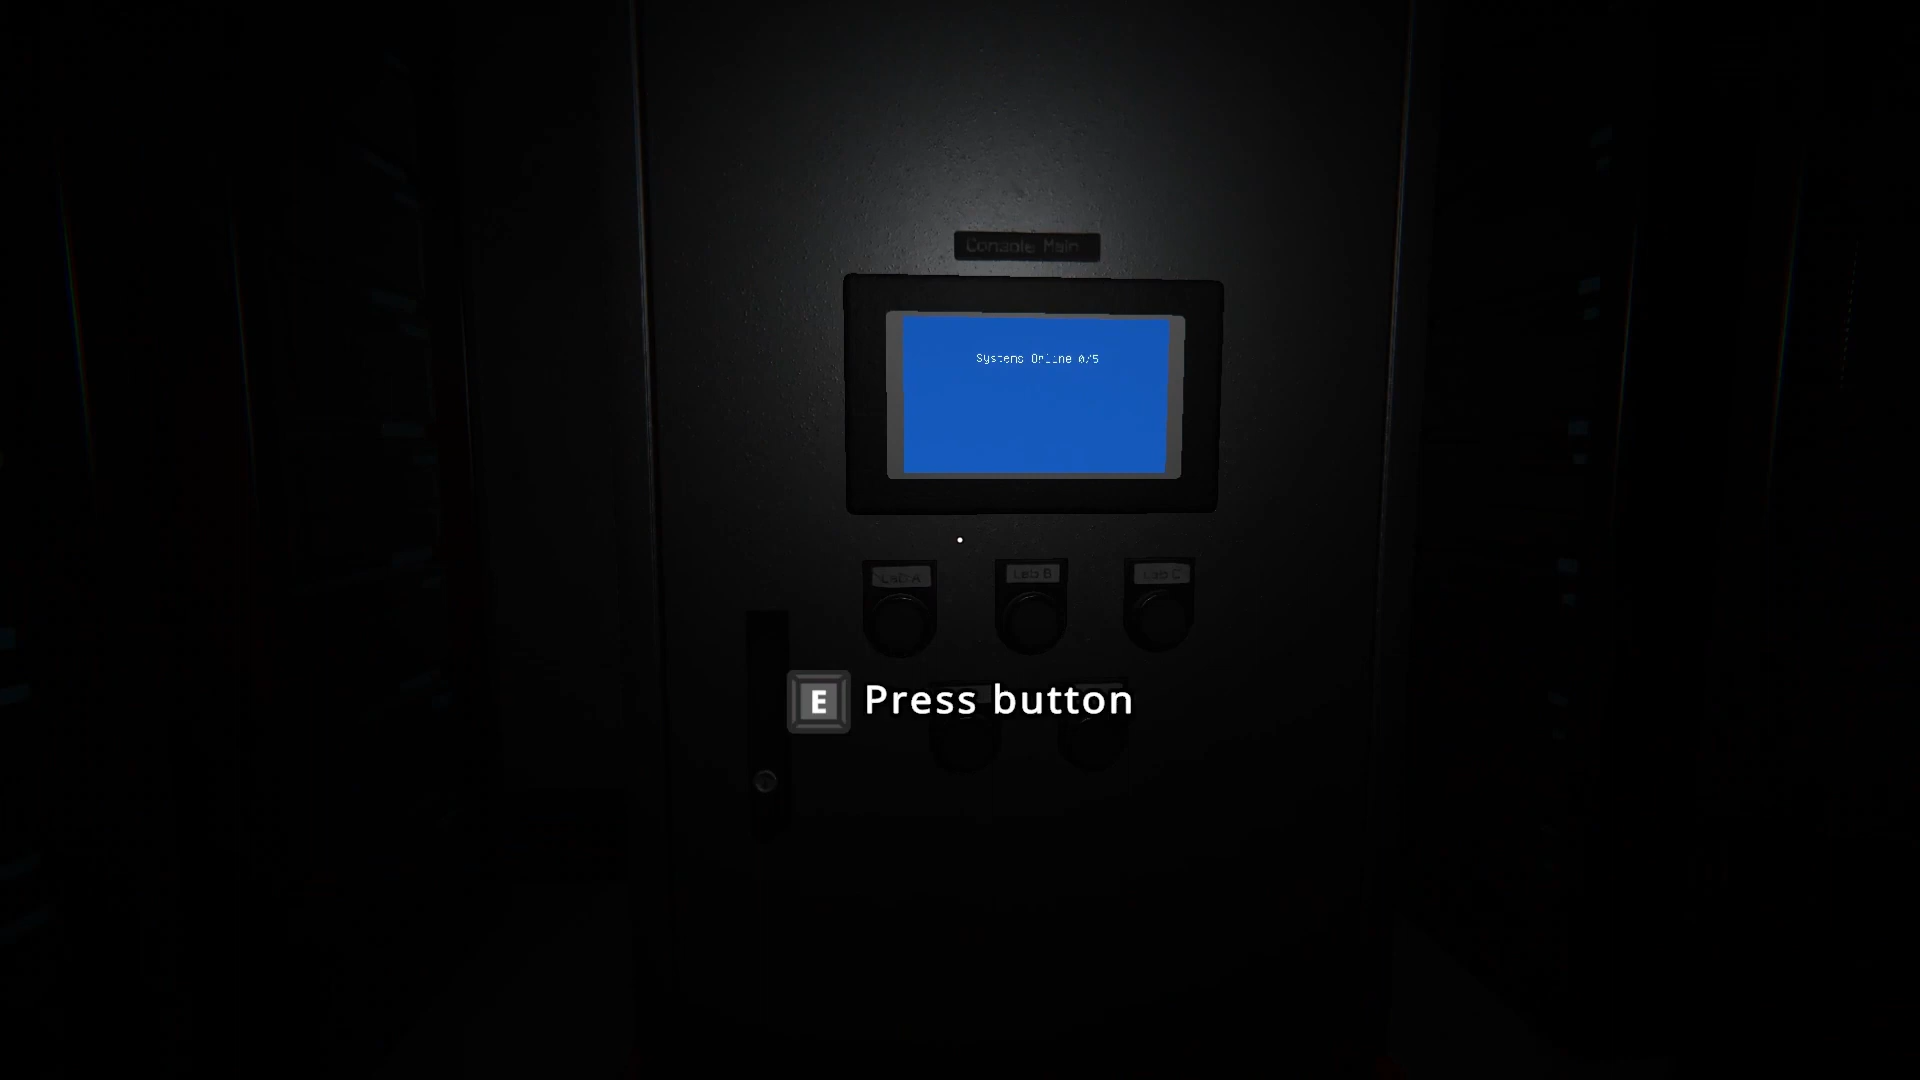 Console Main
Systems Online 0/5
Lab A
Lab B
Lab C
E Press button